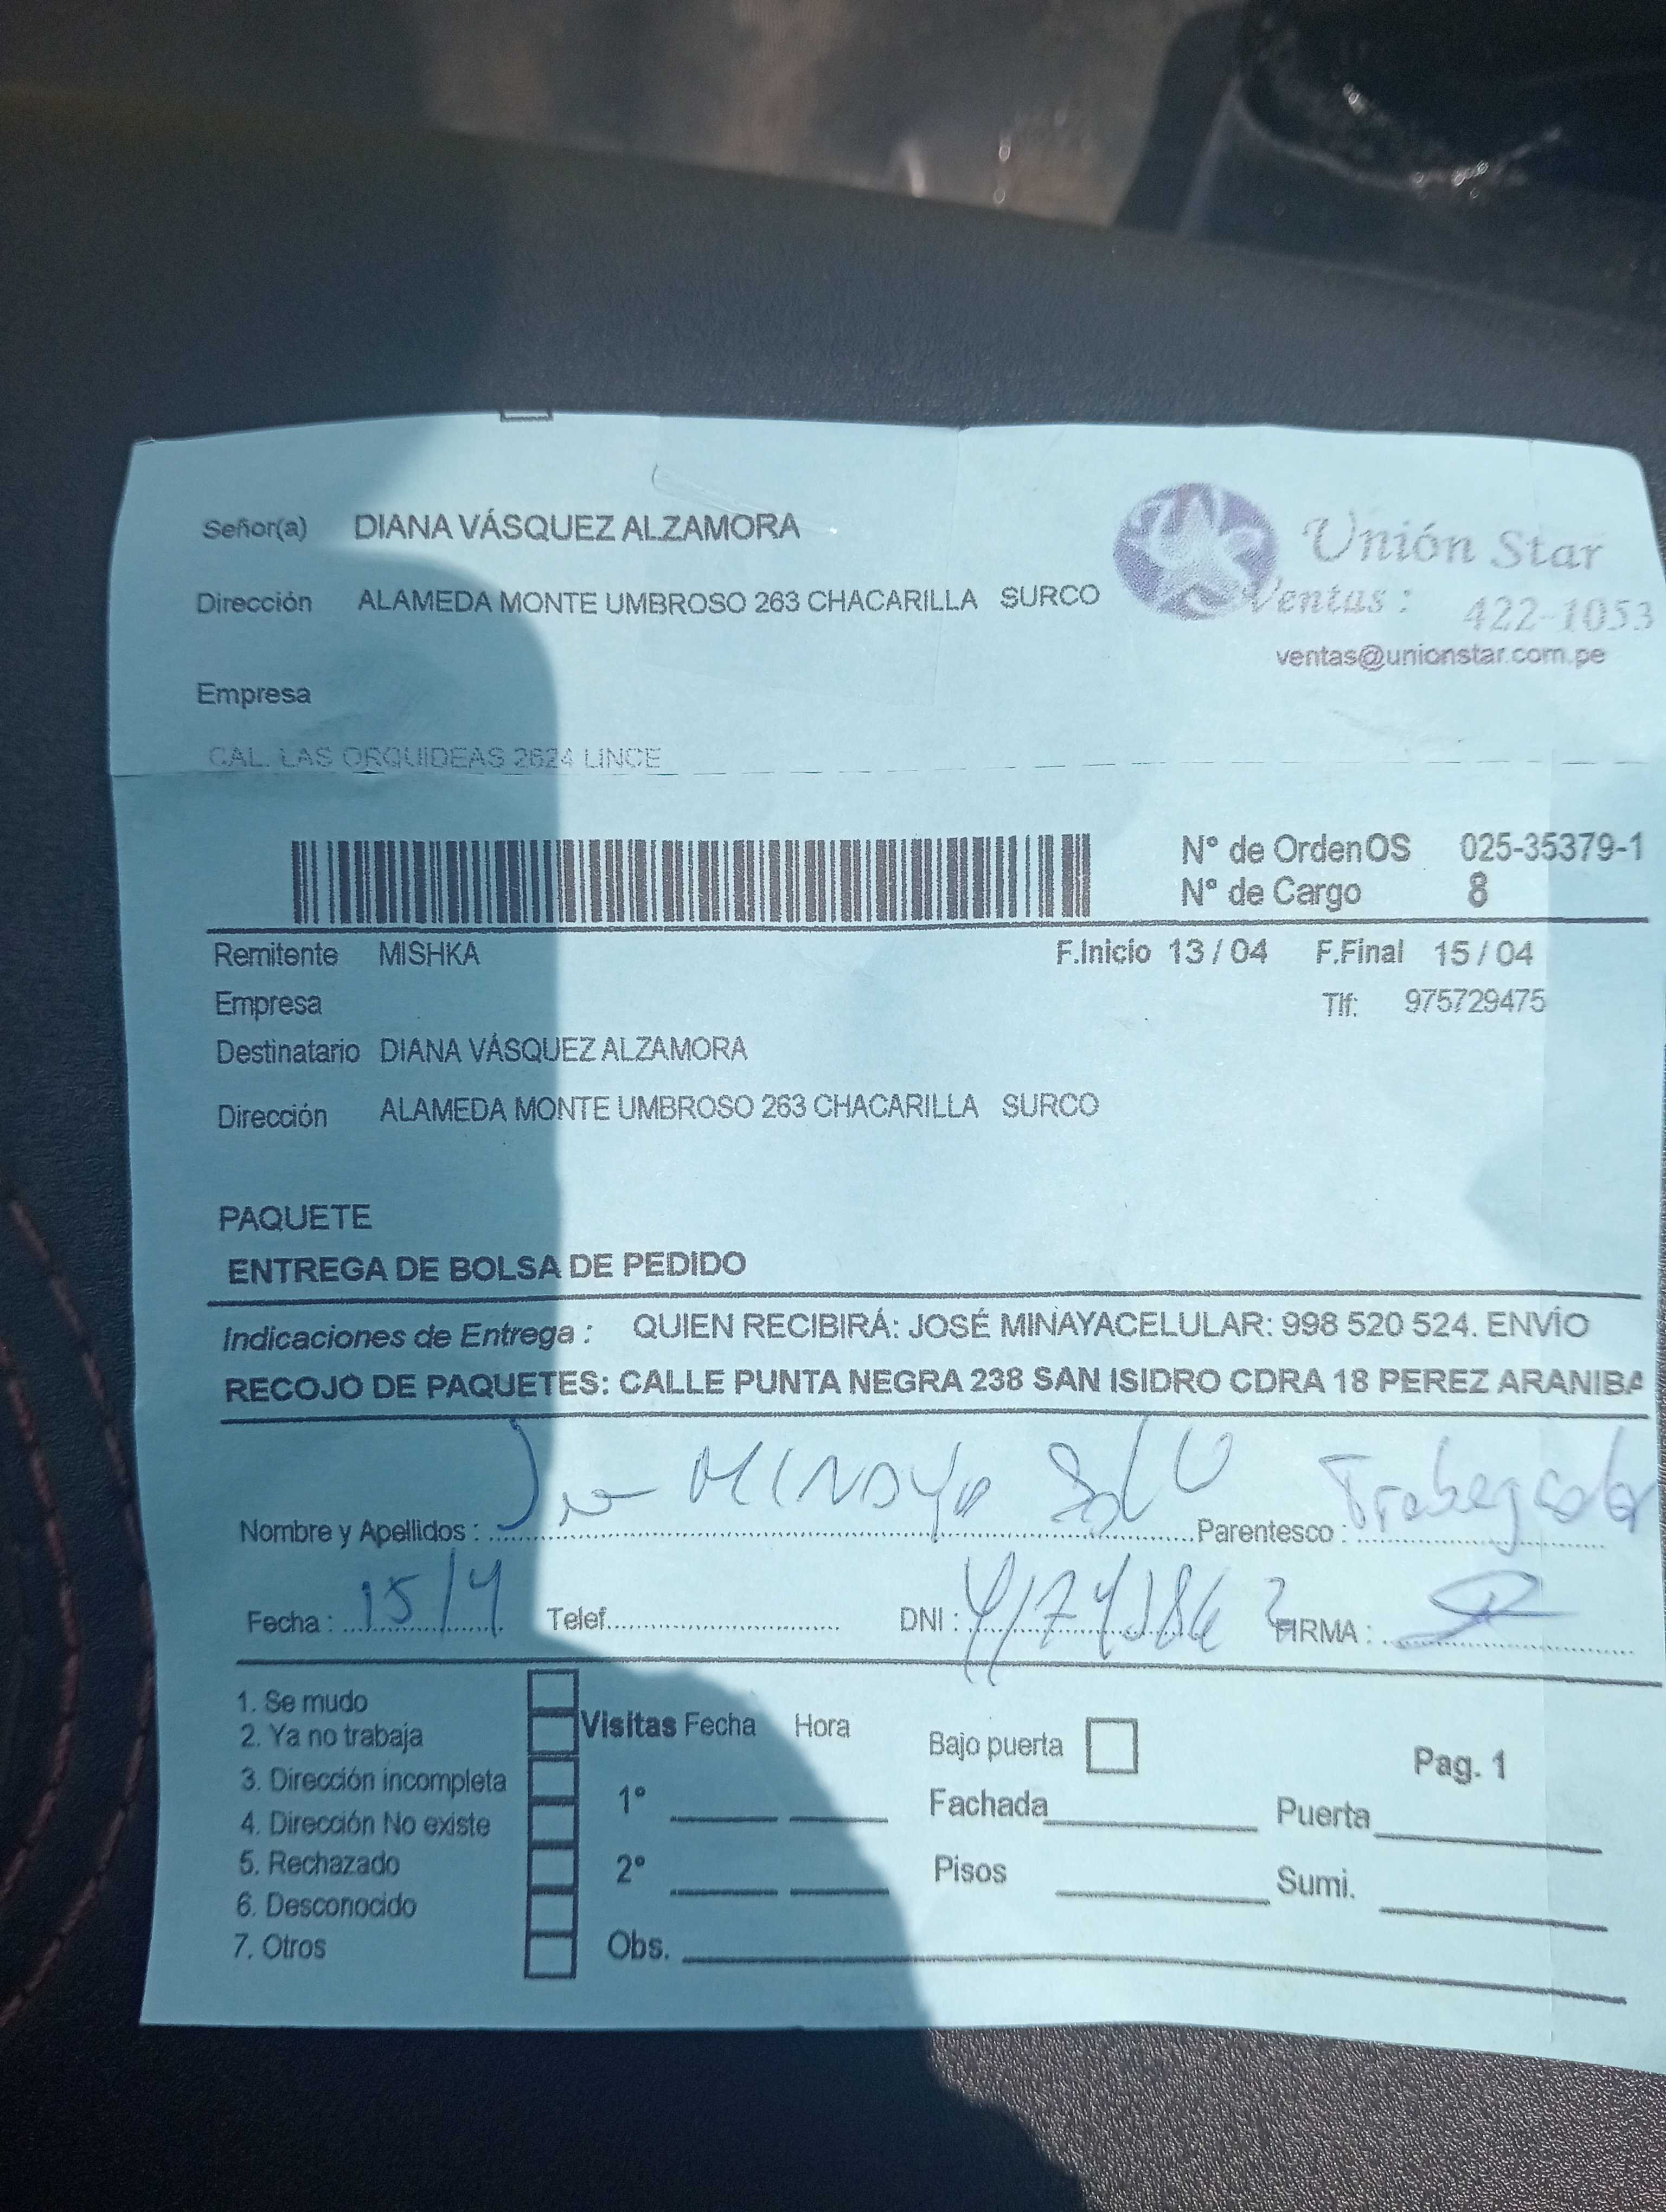 Señor(a) DIANA VÁSQUEZ ALZAMORA
Unión Star
Dirección ALAMEDA MONTE UMBROSO 263 CHACARILLA SURCO
Ventas : 422-1053
ventas@unionstar.com.pe
Empresa
CAL. LAS ORQUIDEAS 2624 LINCE
N° de OrdenOS 025-35379-1
N° de Cargo 8
Remitente MISHKA F.Inicio 13 / 04 F.Final 15 / 04
Empresa Tlf: 975729475
Destinatario DIANA VÁSQUEZ ALZAMORA
Dirección ALAMEDA MONTE UMBROSO 263 CHACARILLA SURCO
PAQUETE
ENTREGA DE BOLSA DE PEDIDO
Indicaciones de Entrega : QUIEN RECIBIRÁ: JOSÉ MINAYACELULAR: 998 520 524. ENVÍO
RECOJO DE PAQUETES: CALLE PUNTA NEGRA 238 SAN ISIDRO CDRA 18 PEREZ ARANIBA
Nombre y Apellidos : MINAYA Parentesco : Trabajador
Fecha : 15/4 Telef. DNI : FIRMA :
1. Se mudo
2. Ya no trabaja
3. Dirección incompleta
4. Dirección No existe
5. Rechazado
6. Desconocido
7. Otros
Visitas Fecha Hora
1°
2°
Obs.
Bajo puerta
Pag. 1
Fachada Puerta
Pisos Sumi.